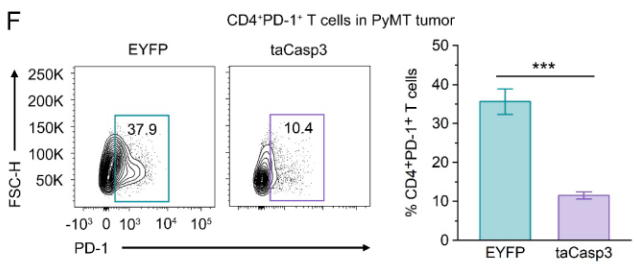 F
CD4⁺PD-1⁺ T cells in PyMT tumor
EYFP
taCasp3
250K
200K
150K
100K
50K
FSC-H
37.9
10.4
-10³ 0 10³ 10⁴ 10⁵
PD-1
% CD4⁺PD-1⁺ T cells
50
40
30
20
10
0
***
EYFP
taCasp3